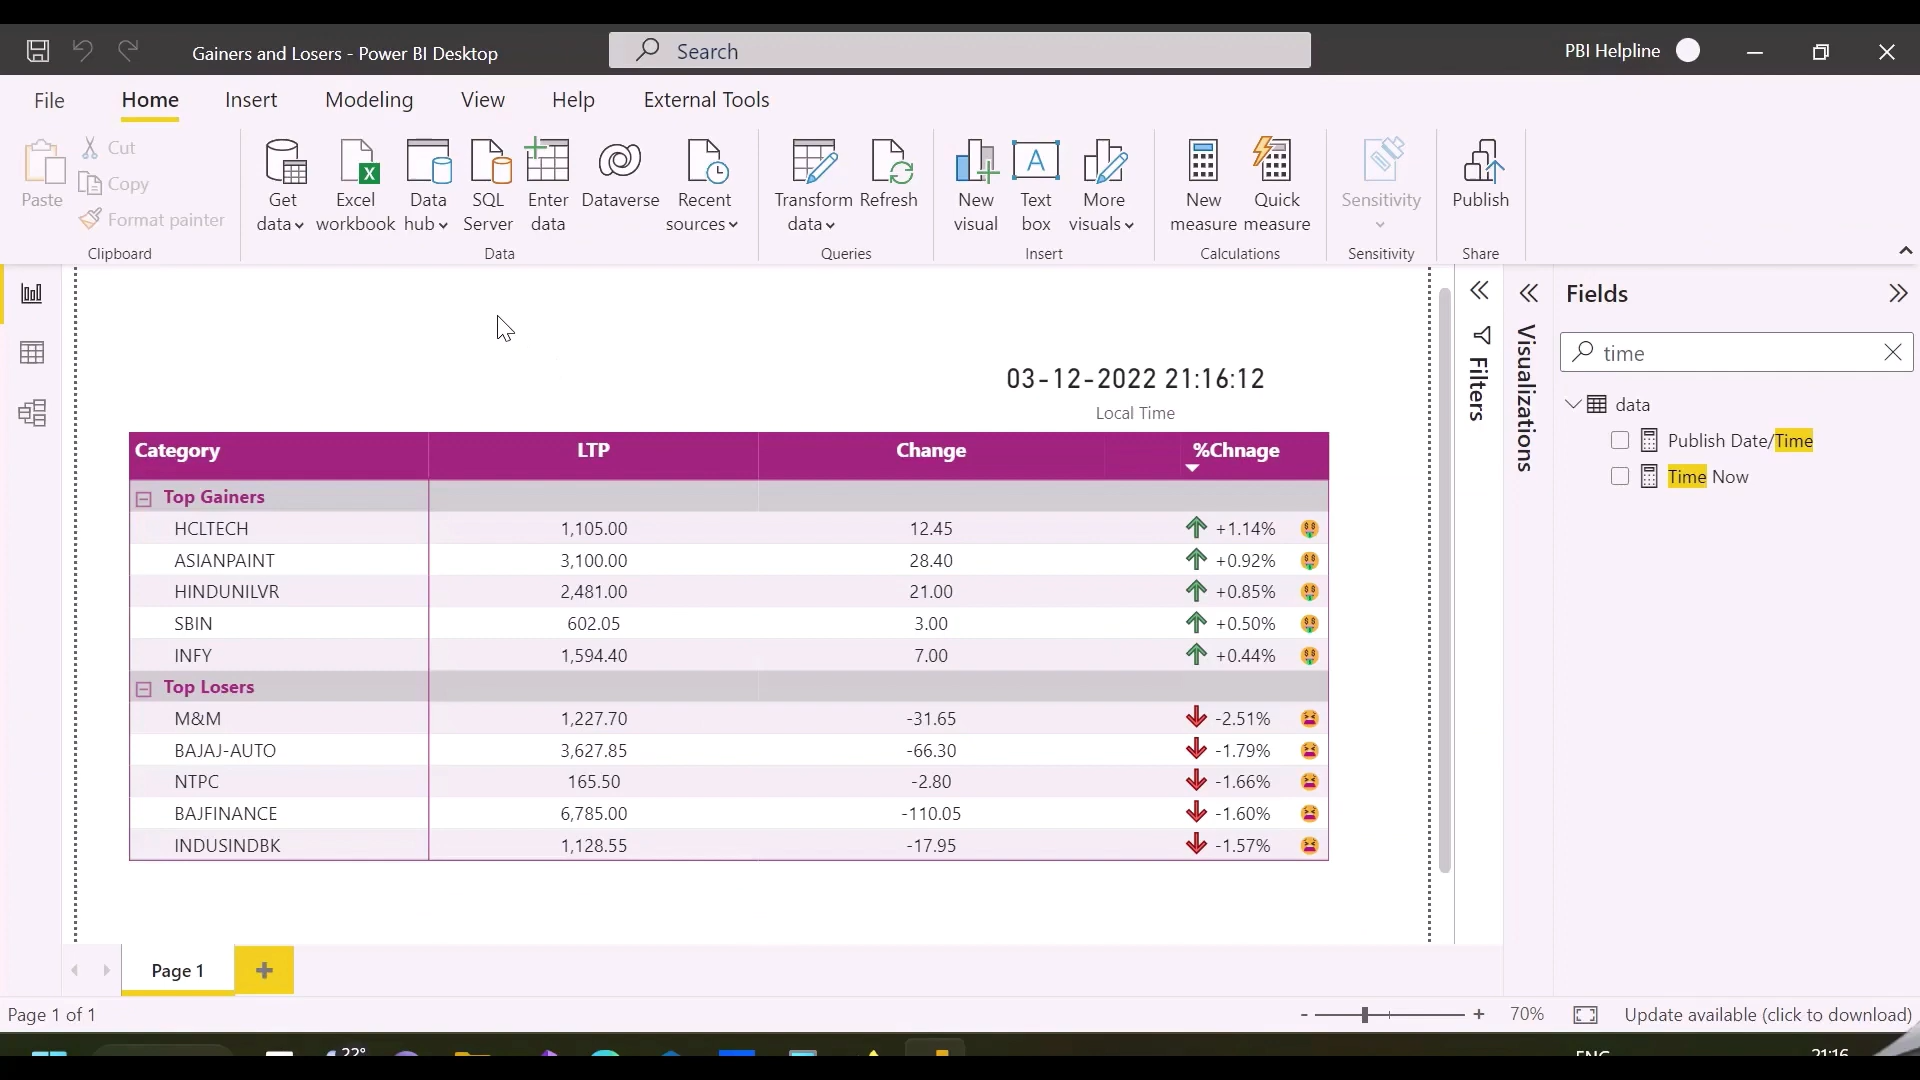 Gainers and Losers - Power BI Desktop
Search
PBI Helpline
File Home Insert Modeling View Help External Tools
Paste
Cut
Copy
Format painter
Clipboard
Get data
Excel workbook
Data hub
SQL Server
Enter data
Dataverse
Recent sources
Data
Transform data
Refresh
Queries
New visual
Text box
More visuals
Insert
New measure
Quick measure
Calculations
Sensitivity
Sensitivity
Publish
Share
03-12-2022 21:16:12
Local Time
Category LTP Change %Chnage
Top Gainers
HCLTECH 1,105.00 12.45 +1.14%
ASIANPAINT 3,100.00 28.40 +0.92%
HINDUNILVR 2,481.00 21.00 +0.85%
SBIN 602.05 3.00 +0.50%
INFY 1,594.40 7.00 +0.44%
Top Losers
M&M 1,227.70 -31.65 -2.51%
BAJAJ-AUTO 3,627.85 -66.30 -1.79%
NTPC 165.50 -2.80 -1.66%
BAJFINANCE 6,785.00 -110.05 -1.60%
INDUSINDBK 1,128.55 -17.95 -1.57%
Filters
Visualizations
Fields
time
data
Publish Date/Time
Time Now
Page 1
Page 1 of 1
70%
Update available (click to download)
22°
ENG
21:16